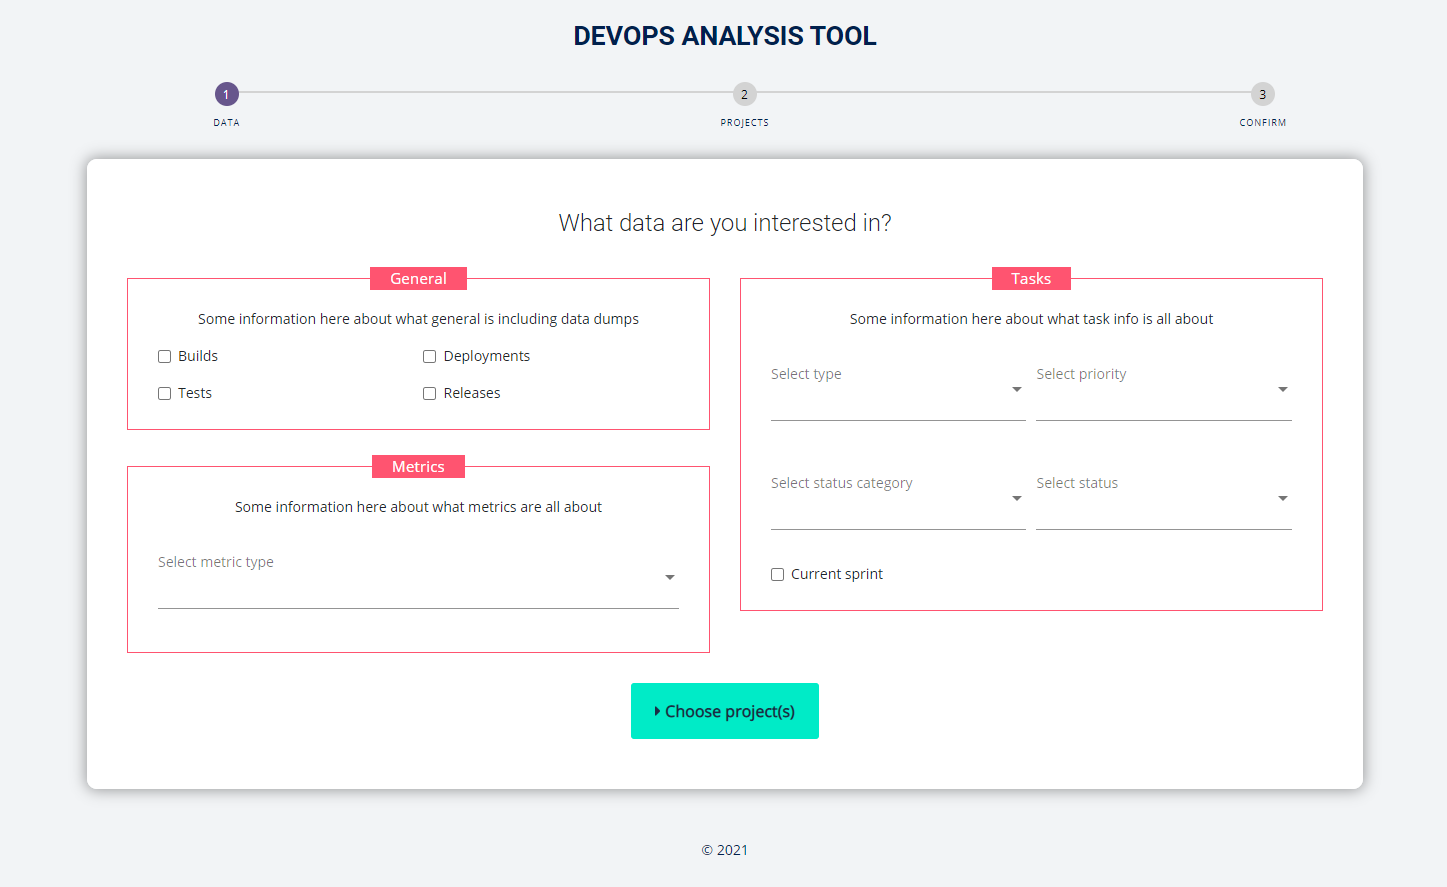 DEVOPS ANALYSIS TOOL
1
2
3
DATA
PROJECTS
CONFIRM
What data are you interested in?
General
Some information here about what general is including data dumps
Builds
Deployments
Tests
Releases
Metrics
Some information here about what metrics are all about
Select metric type
Tasks
Some information here about what task info is all about
Select type
Select priority
Select status category
Select status
Current sprint
Choose project(s)
© 2021